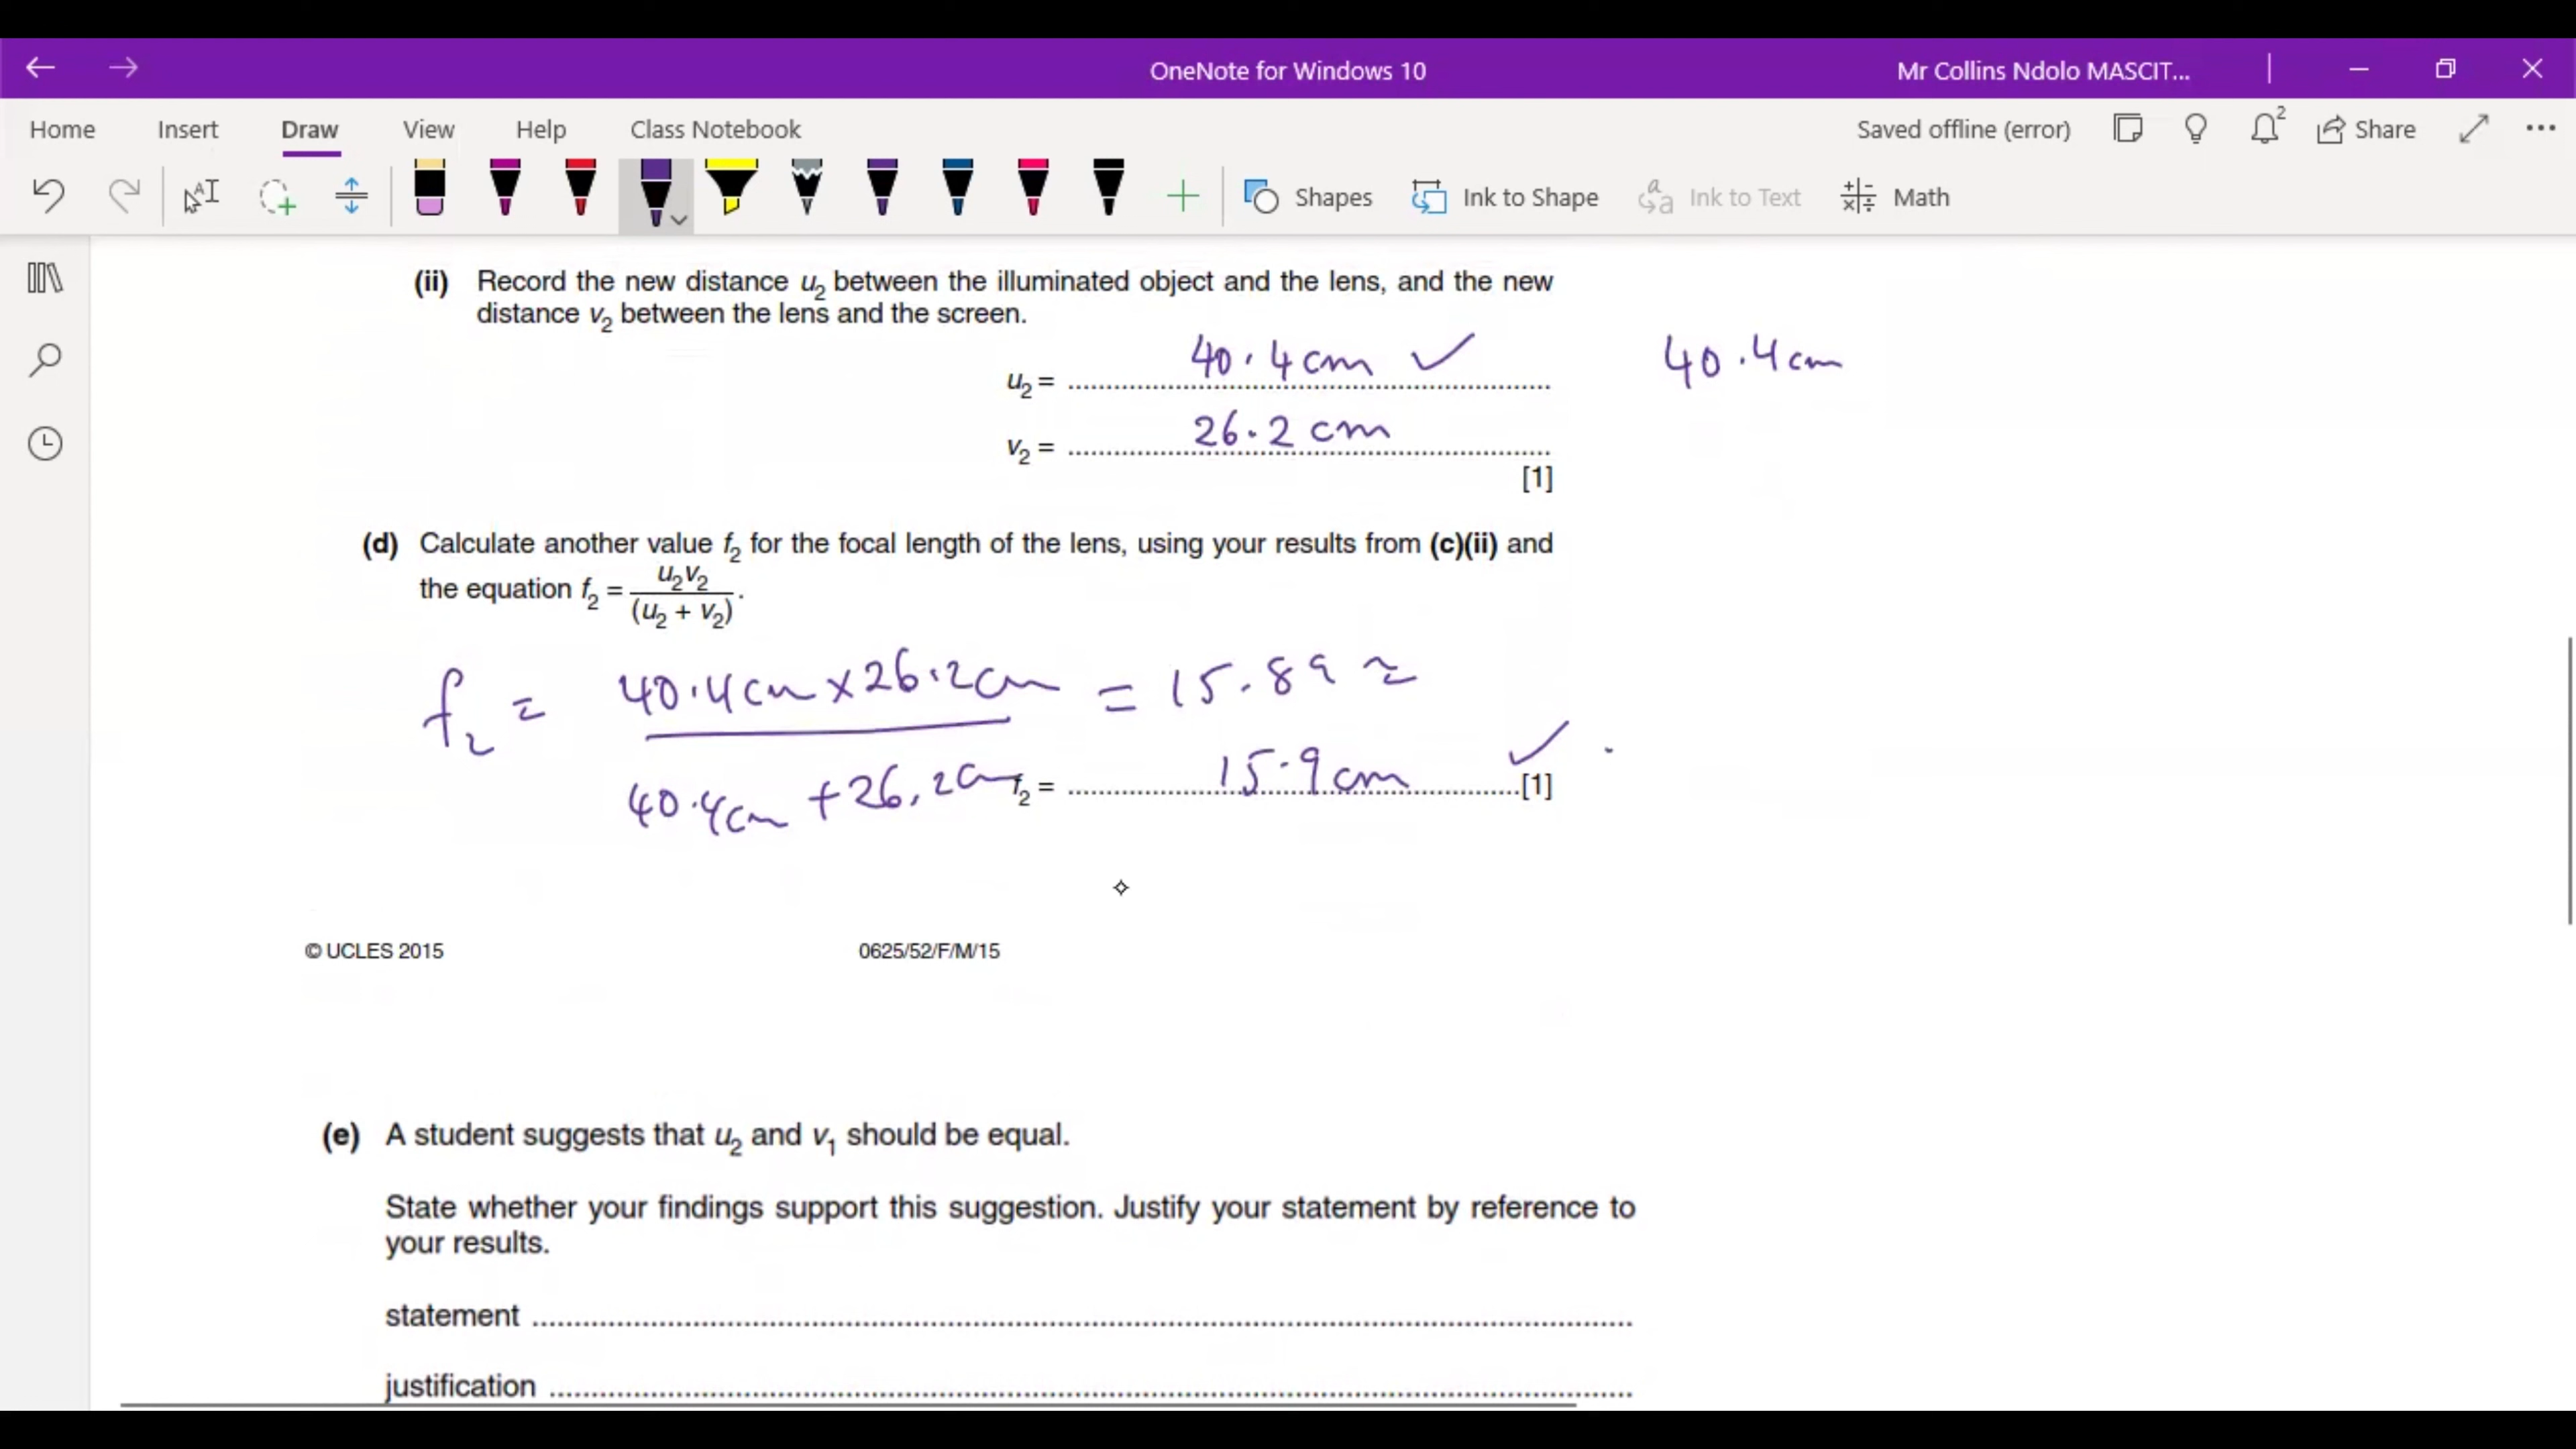 OneNote for Windows 10
Mr Collins Ndolo MASCIT...
Home Insert Draw View Help Class Notebook
Saved offline (error) 2 Share
Shapes Ink to Shape Ink to Text Math
(ii) Record the new distance u2 between the illuminated object and the lens, and the new
distance v2 between the lens and the screen.
u2 = 40.4cm ✓ 40.4cm
v2 = 26.2 cm
[1]
(d) Calculate another value f2 for the focal length of the lens, using your results from (c)(ii) and
the equation f2 = u2v2 / (u2 + v2).
f2 = 40.4cm x 26.2cm = 15.89 ≈
40.4cm + 26.2cm f2 = 15.9cm ✓ [1]
© UCLES 2015 0625/52/F/M/15
(e) A student suggests that u2 and v1 should be equal.
State whether your findings support this suggestion. Justify your statement by reference to
your results.
statement ....................
justification ....................